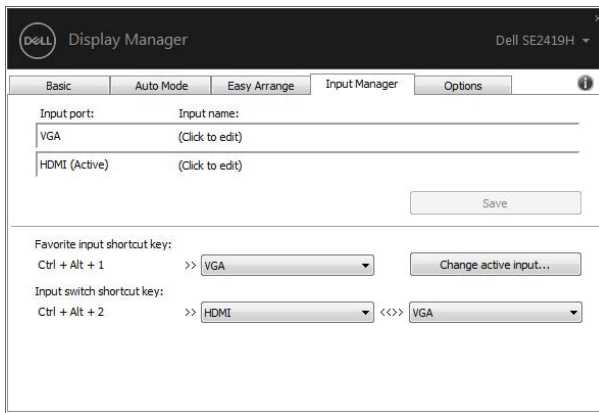 DELL Display Manager Dell SE2419H
Basic Auto Mode Easy Arrange Input Manager Options
Input port: Input name:
VGA (Click to edit)
HDMI (Active) (Click to edit)
Save
Favorite input shortcut key:
Ctrl + Alt + 1 >> VGA Change active input...
Input switch shortcut key:
Ctrl + Alt + 2 >> HDMI <<>> VGA